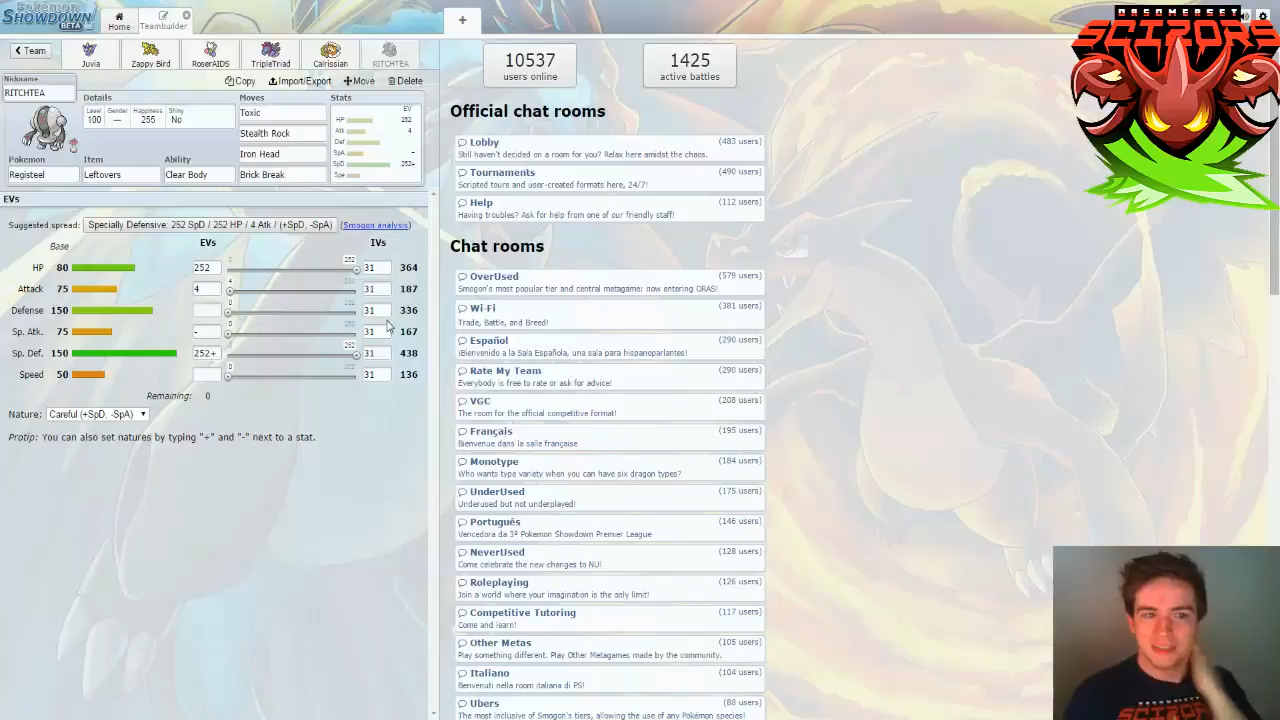 Pokémon
SHOWDOWN
BETA
Home
Teambuilder
+
< Team
Juvia
Zappy Bird
RoserAIDS
TripleTriad
Calrissian
RITCHTEA
Nickname
RITCHTEA
Copy
Import/Export
Move
Delete
Details
Level
100
Gender
—
Happiness
255
Shiny
No
Moves
Toxic
Stealth Rock
Iron Head
Brick Break
Stats
EV
HP 252
Atk 4
Def
SpA -
SpD 252+
Spe
Pokemon
Registeel
Item
Leftovers
Ability
Clear Body
EVs
Suggested spread: Specially Defensive: 252 SpD / 252 HP / 4 Atk / (+SpD, -SpA) (Smogon analysis)
Base EVs IVs
HP 80 252 0 252 31 364
Attack 75 4 31 187
Defense 150 0 31 336
Sp. Atk. 75 - 0 31 167
Sp. Def. 150 252+ 252 31 438
Speed 50 0 31 136
Remaining: 0
Nature: Careful (+SpD, -SpA)
Protip: You can also set natures by typing "+" and "-" next to a stat.
10537
users online
1425
active battles
Official chat rooms
Lobby (483 users)
Still haven't decided on a room for you? Relax here amidst the chaos.
Tournaments (490 users)
Scripted tours and user-created formats here, 24/7!
Help (112 users)
Having troubles? Ask for help from one of our friendly staff!
Chat rooms
OverUsed (579 users)
Smogon's most popular tier and central metagame: now entering ORAS!
Wi-Fi (381 users)
Trade, Battle, and Breed!
Español (290 users)
¡Bienvenido a la Sala Española, una sala para hispanoparlantes!
Rate My Team (290 users)
Everybody is free to rate or ask for advice!
VGC (208 users)
The room for the official competitive format!
Français (195 users)
Bienvenue dans la salle française
Monotype (184 users)
Who wants type variety when you can have six dragon types?
UnderUsed (175 users)
Underused but not underplayed!
Português (146 users)
Vencedora da 3ª Pokemon Showdown Premier League
NeverUsed (128 users)
Come celebrate the new changes to NU!
Roleplaying (126 users)
Join a world where your imagination is the only limit!
Competitive Tutoring (117 users)
Come and learn!
Other Metas (105 users)
Play something different. Play Other Metagames made by the community.
Italiano (104 users)
Benvenuti nella room italiana di PS!
Ubers (88 users)
The most inclusive of Smogon's tiers, allowing the use of any Pokémon species!
DASOMERSET
SCIZORS
SCIZORS